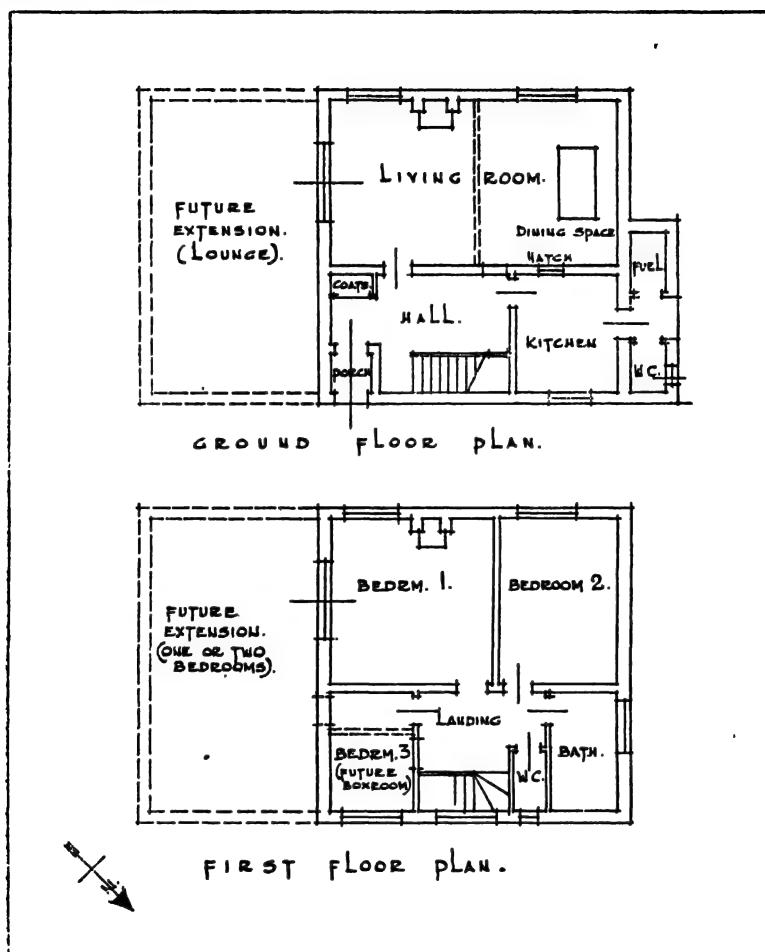 FUTURE
EXTENSION.
(LOUNGE).
LIVING ROOM.
DINING SPACE
HATCH
FUEL
COATS.
HALL.
KITCHEN
W.C.
PORCH
GROUND FLOOR PLAN.
BEDRM. 1.
BEDROOM 2.
FUTURE
EXTENSION.
(ONE OR TWO
BEDROOMS).
LANDING
BEDRM. 3
(FUTURE
BOXROOM)
W.C.
BATH.
FIRST FLOOR PLAN.